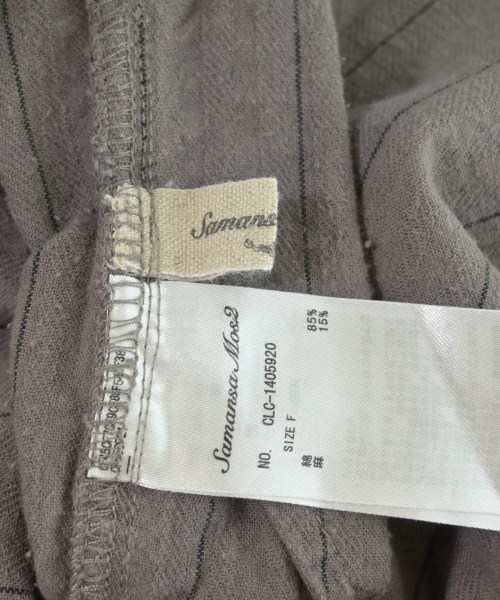 Samansa
Samansa Mos2
NO. CLC-1405920
SIZE F
綿 85%
麻 15%